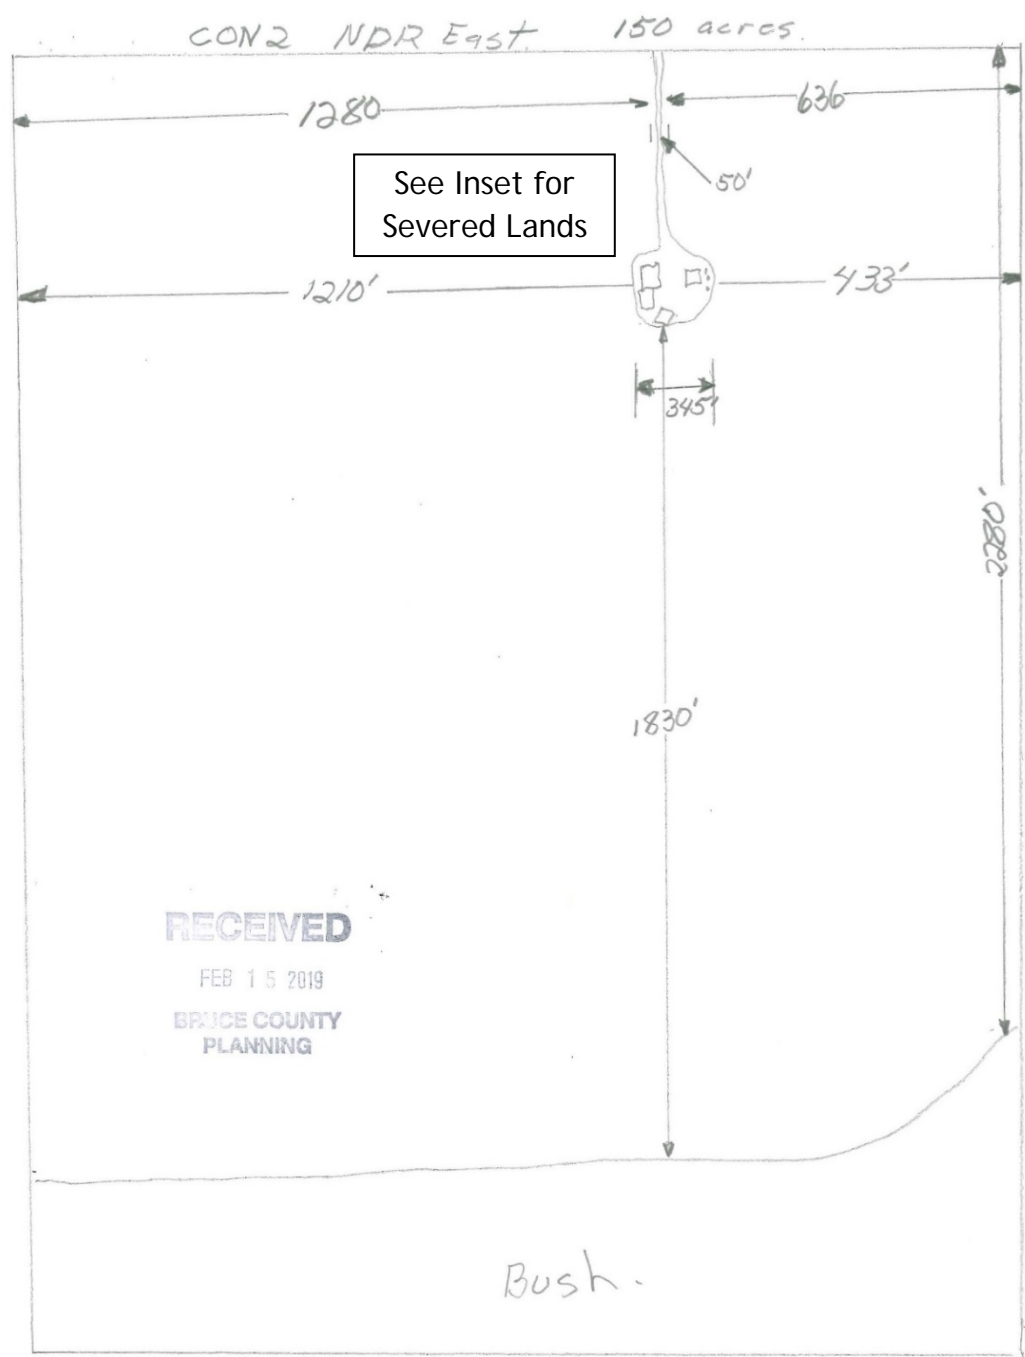 CON2 NDR East 150 acres.
1280
636
50'
See Inset for
Severed Lands
1210'
433'
345'
2280'
1830'
RECEIVED
FEB 15 2019
BRUCE COUNTY
PLANNING
Bush.